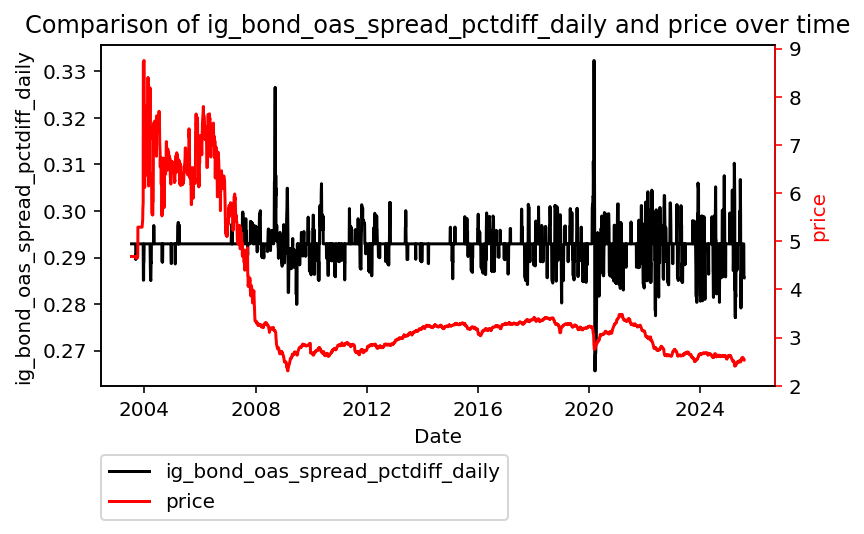 Comparison of ig_bond_oas_spread_pctdiff_daily and price over time
ig_bond_oas_spread_pctdiff_daily
0.33
0.32
0.31
0.30
0.29
0.28
0.27
9
8
7
6
5
4
3
2
price
2004 2008 2012 2016 2020 2024
Date
ig_bond_oas_spread_pctdiff_daily
price